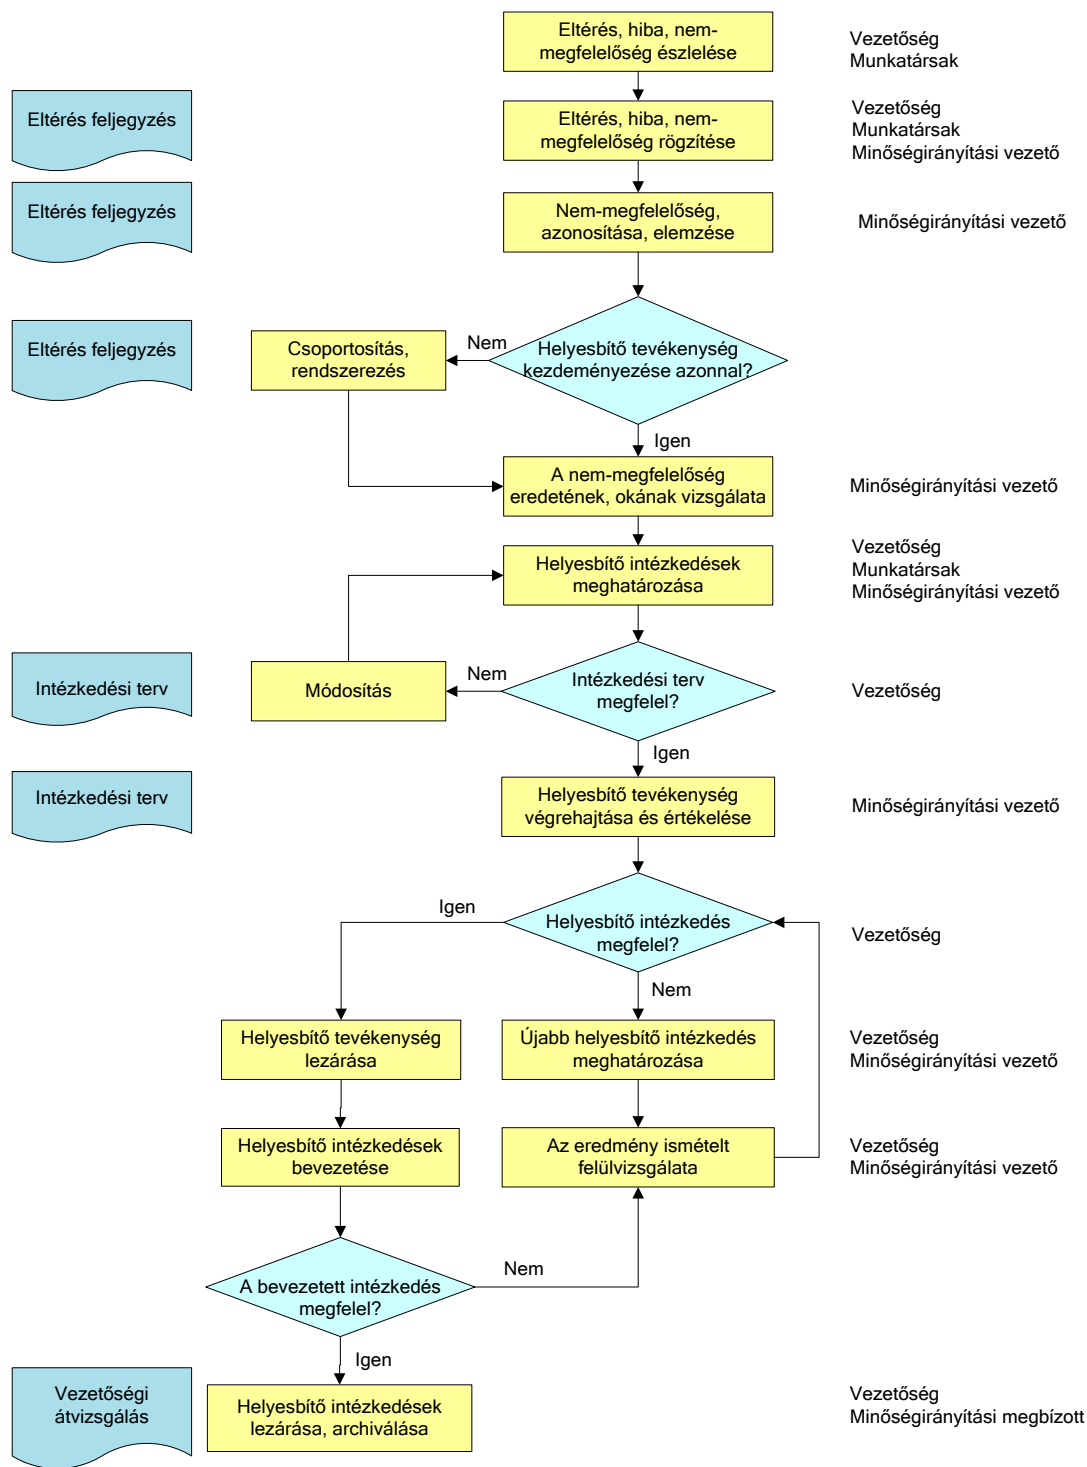 Eltérés, hiba, nem-
megfelelőség észlelése
Vezetőség
Munkatársak
Eltérés feljegyzés
Eltérés, hiba, nem-
megfelelőség rögzítése
Vezetőség
Munkatársak
Minőségirányítási vezető
Eltérés feljegyzés
Nem-megfelelőség,
azonosítása, elemzése
Minőségirányítási vezető
Eltérés feljegyzés
Csoportosítás,
rendszerezés
Nem
Helyesbítő tevékenység
kezdeményezése azonnal?
Igen
A nem-megfelelőség
eredetének, okának vizsgálata
Minőségirányítási vezető
Helyesbítő intézkedések
meghatározása
Vezetőség
Munkatársak
Minőségirányítási vezető
Intézkedési terv
Módosítás
Nem
Intézkedési terv
megfelel?
Vezetőség
Igen
Intézkedési terv
Helyesbítő tevékenység
végrehajtása és értékelése
Minőségirányítási vezető
Igen
Helyesbítő intézkedés
megfelel?
Vezetőség
Nem
Helyesbítő tevékenység
lezárása
Újabb helyesbítő intézkedés
meghatározása
Vezetőség
Minőségirányítási vezető
Helyesbítő intézkedések
bevezetése
Az eredmény ismételt
felülvizsgálata
Vezetőség
Minőségirányítási vezető
A bevezetett intézkedés
megfelel?
Nem
Igen
Vezetőségi
átvizsgálás
Helyesbítő intézkedések
lezárása, archiválása
Vezetőség
Minőségirányítási megbízott